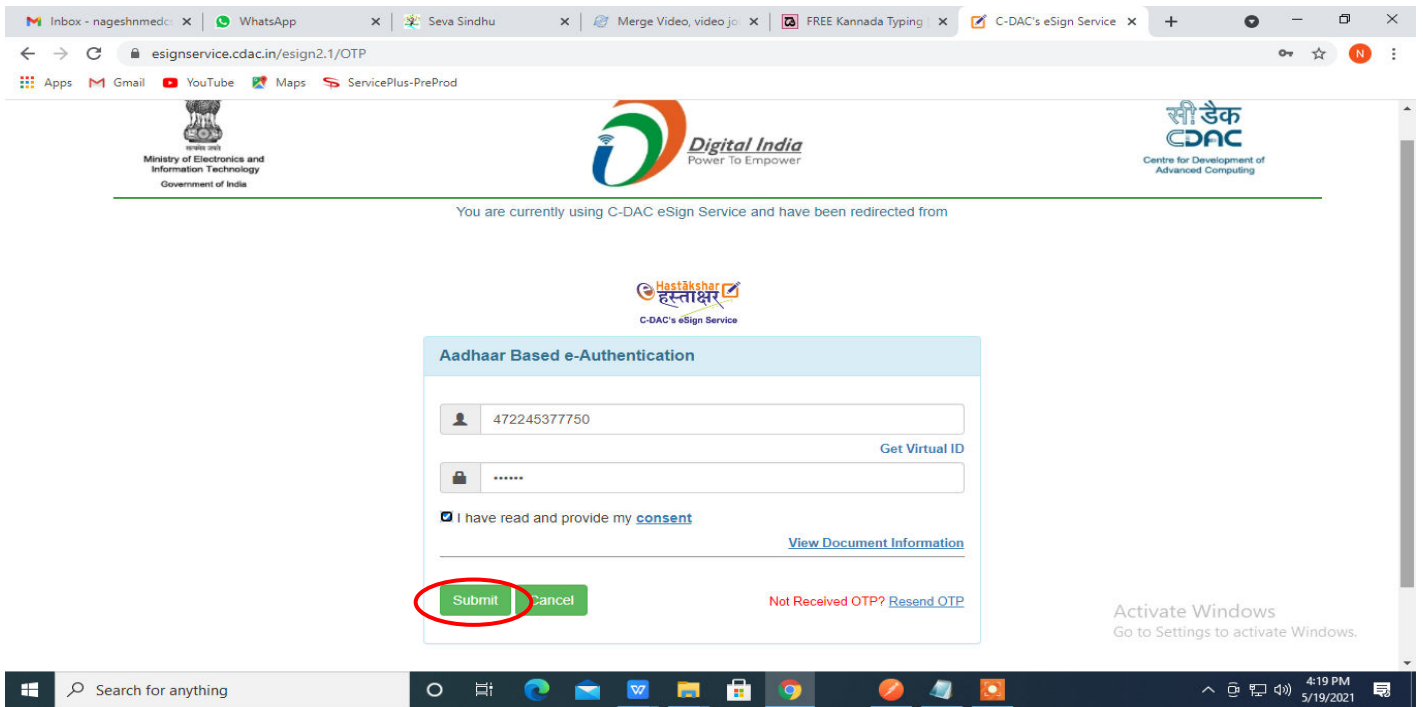 Inbox - nageshnmedcs
WhatsApp
Seva Sindhu
Merge Video, video joi
FREE Kannada Typing
C-DAC's eSign Service
esignservice.cdac.in/esign2.1/OTP
N
Apps
Gmail
YouTube
Maps
ServicePlus-PreProd
Ministry of Electronics and
Information Technology
Government of India
Digital India
Power To Empower
सी डैक
CDAC
Centre for Development of
Advanced Computing
You are currently using C-DAC eSign Service and have been redirected from
e Hastākshar
हस्ताक्षर
C-DAC's eSign Service
Aadhaar Based e-Authentication
472245377750
Get Virtual ID
••••••
I have read and provide my consent
View Document Information
Submit
Cancel
Not Received OTP? Resend OTP
Activate Windows
Go to Settings to activate Windows.
Search for anything
4:19 PM
5/19/2021